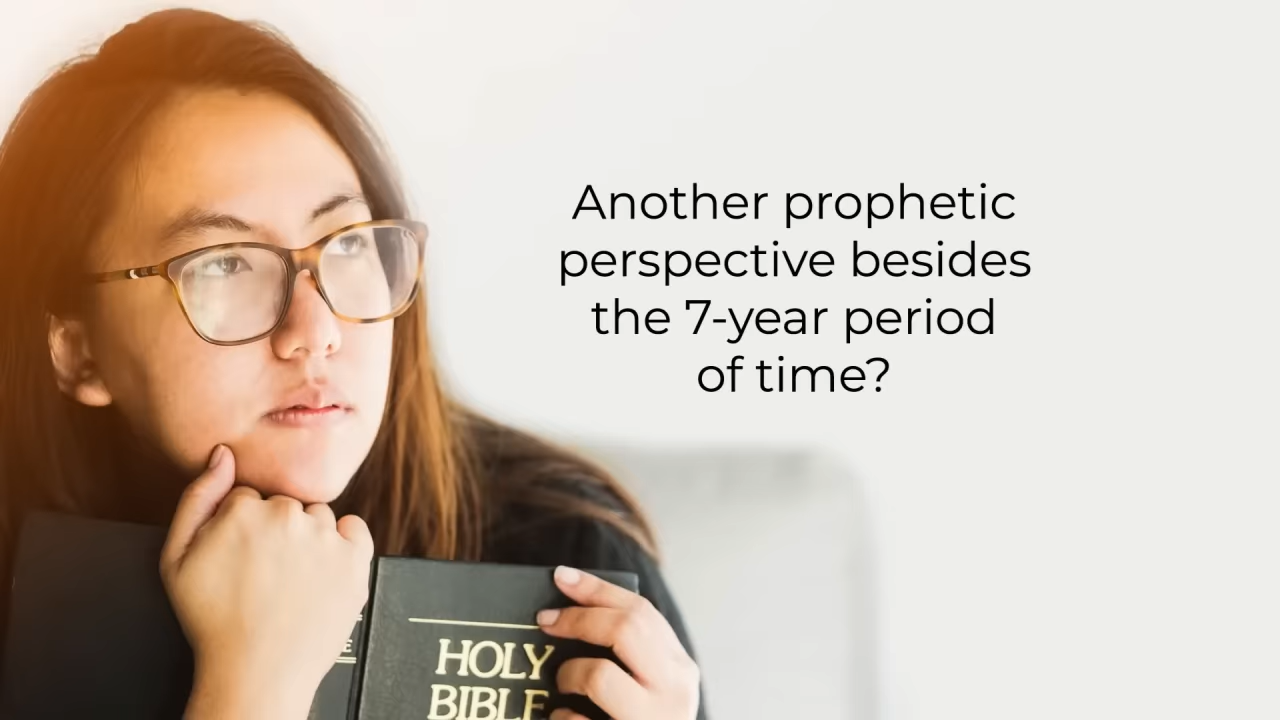 Another prophetic
perspective besides
the 7-year period
of time?
HOLY
BIBLE